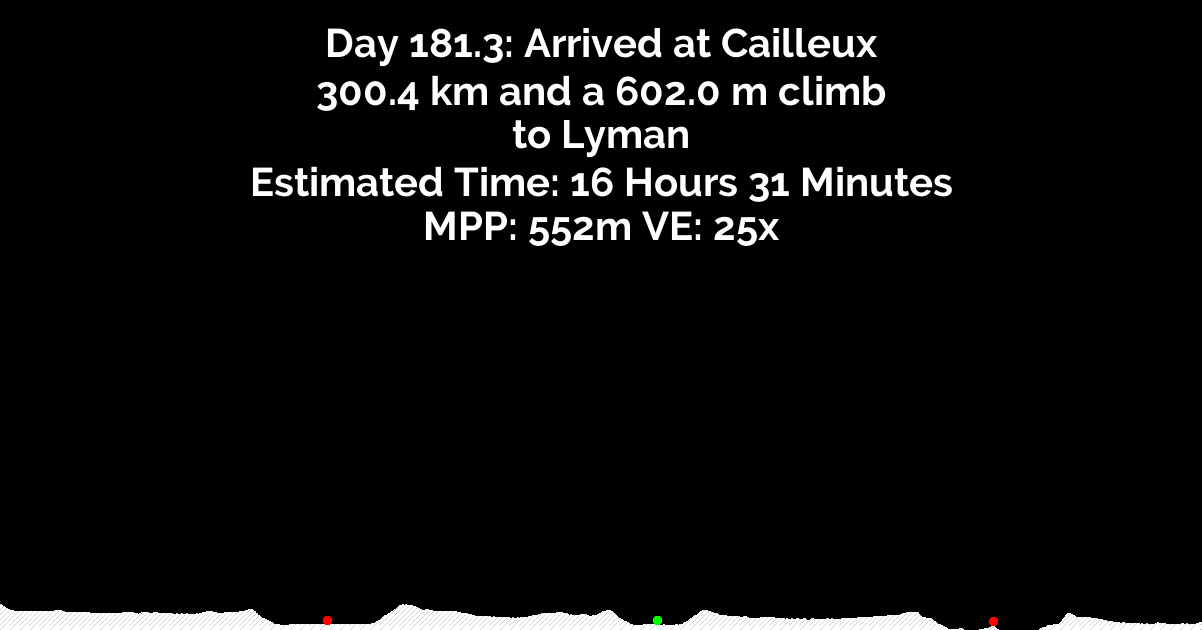 Day 181.3: Arrived at Cailleux
300.4 km and a 602.0 m climb
to Lyman
Estimated Time: 16 Hours 31 Minutes
MPP: 552m VE: 25x